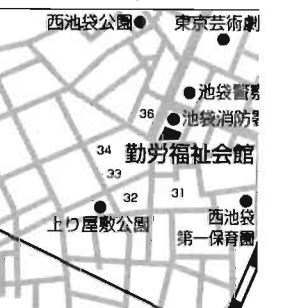 西池袋公園
東京芸術劇
池袋警察
36
池袋消防署
勤労福祉会館
34
33
32
31
上り屋敷公園
西池袋
第一保育園